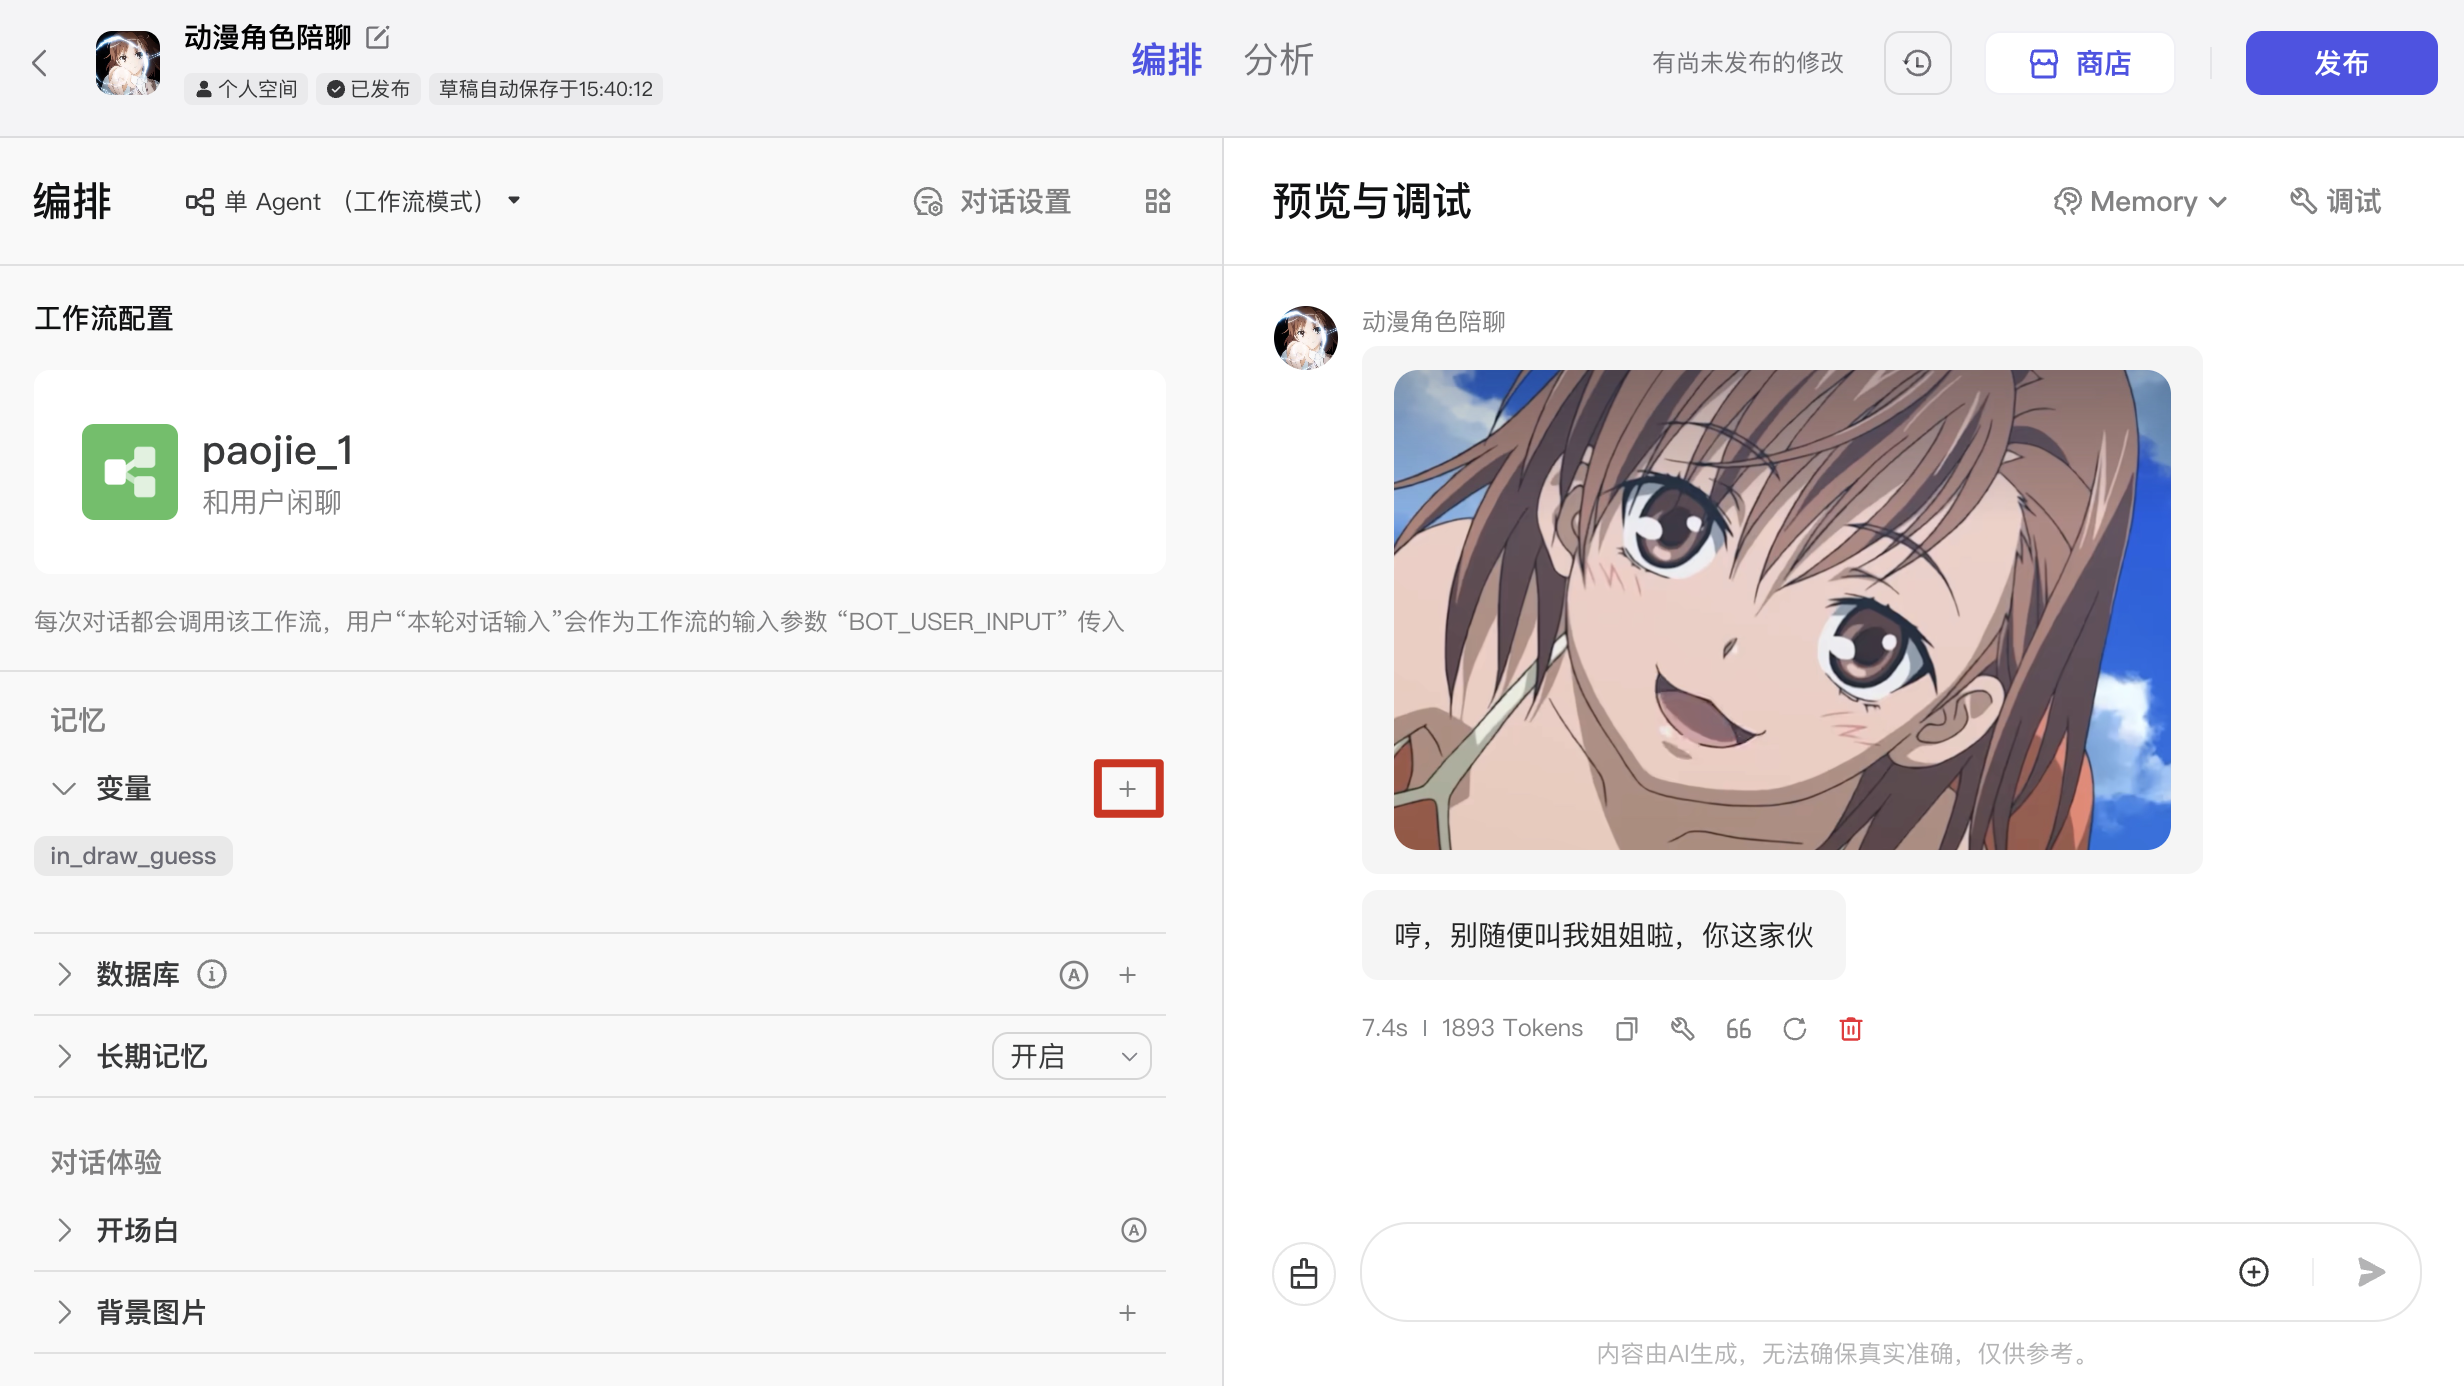 动漫角色陪聊
个人空间 已发布 草稿自动保存于15:40:12
编排 分析
有尚未发布的修改
商店
发布
编排
单 Agent （工作流模式）
对话设置
工作流配置
paojie_1
和用户闲聊
每次对话都会调用该工作流，用户“本轮对话输入”会作为工作流的输入参数 “BOT_USER_INPUT” 传入
记忆
变量
in_draw_guess
数据库
长期记忆
开启
对话体验
开场白
背景图片
预览与调试
Memory
调试
动漫角色陪聊
哼，别随便叫我姐姐啦，你这家伙
7.4s | 1893 Tokens
内容由AI生成，无法确保真实准确，仅供参考。